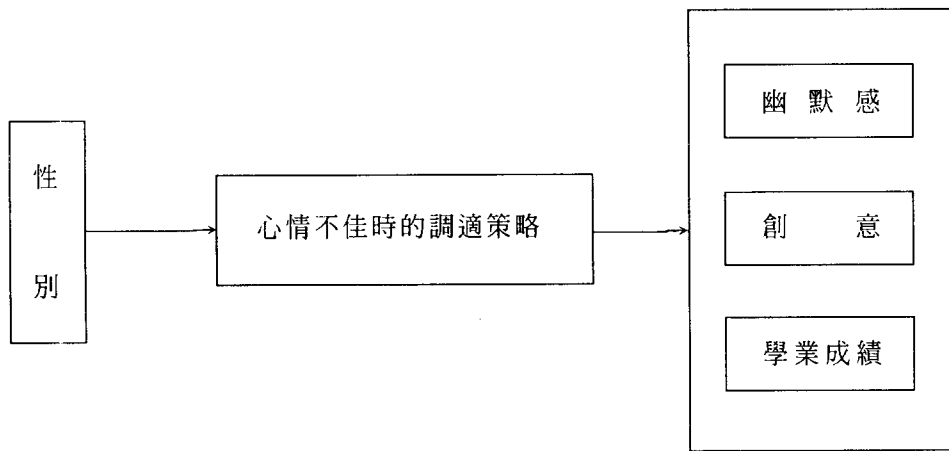 性別
心情不佳時的調適策略
幽默感
創意
學業成績